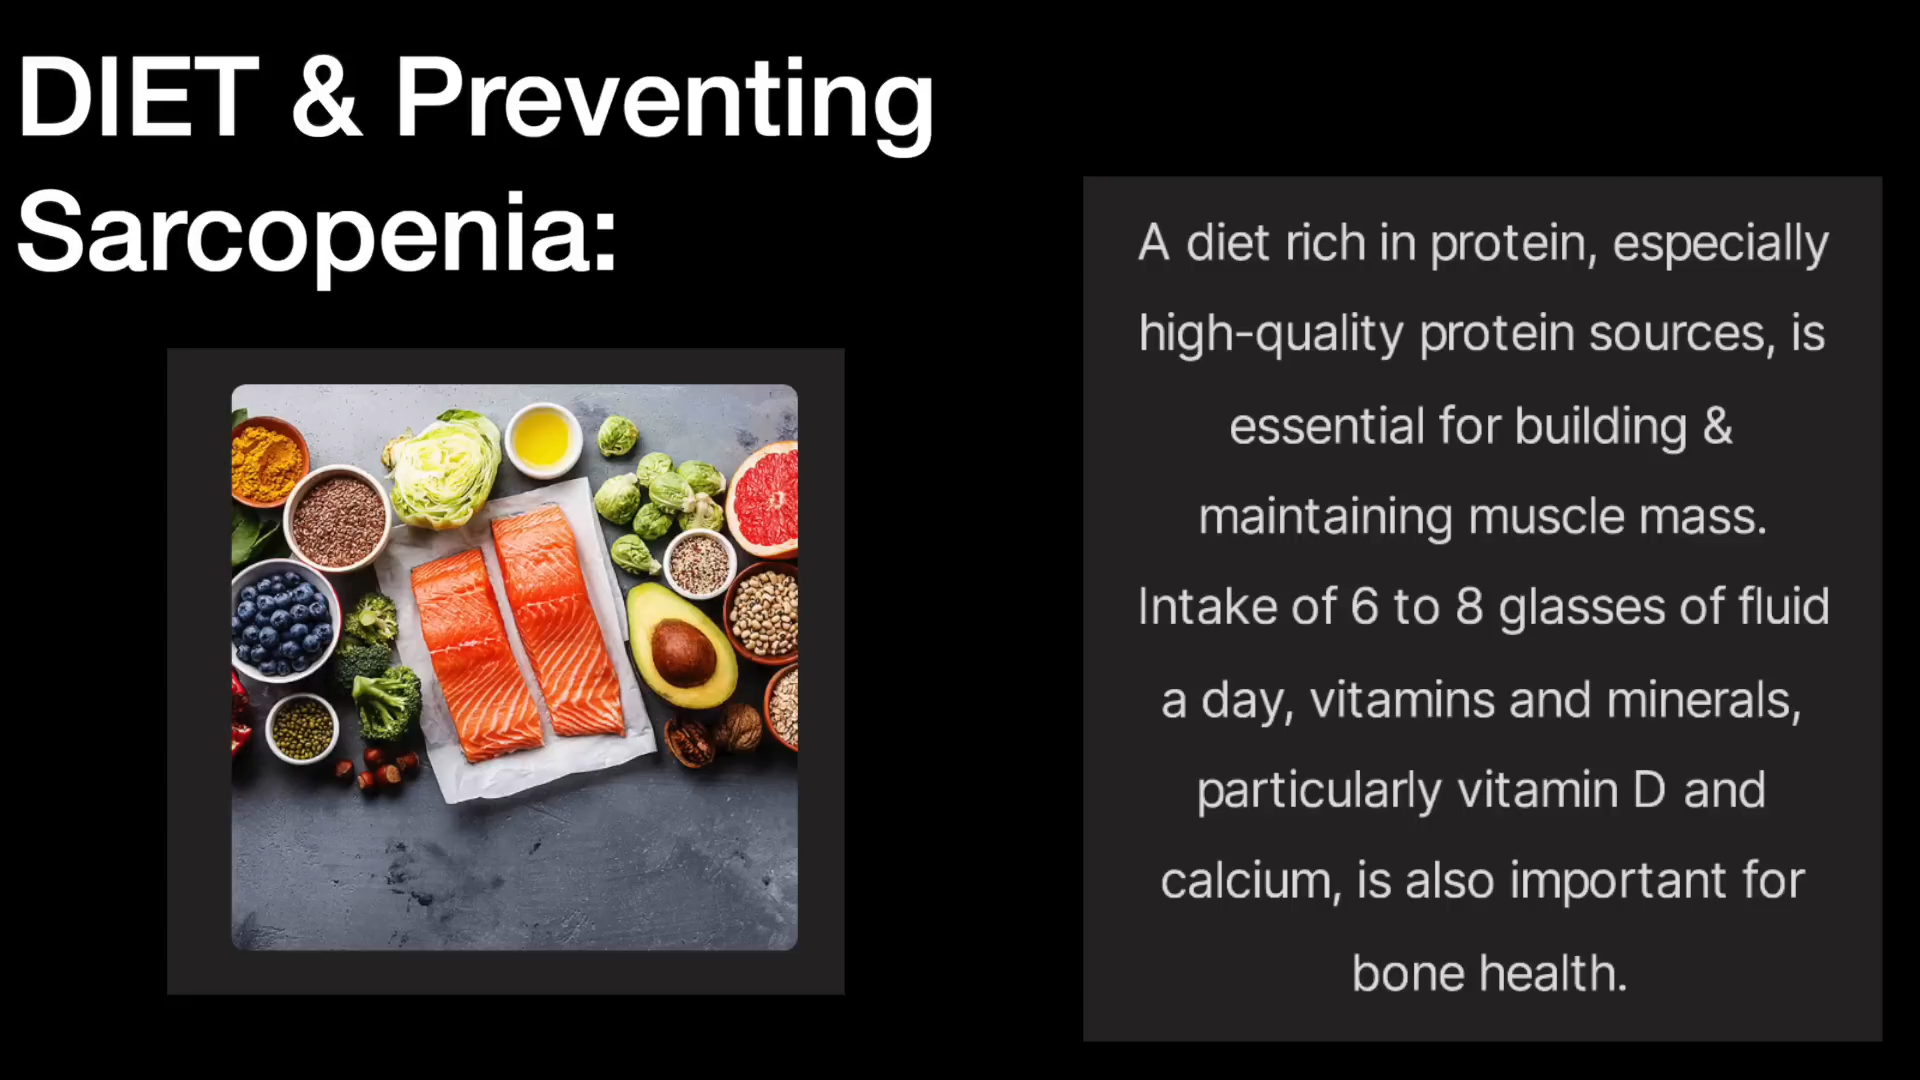 DIET & Preventing
Sarcopenia:
A diet rich in protein, especially
high-quality protein sources, is
essential for building &
maintaining muscle mass.
Intake of 6 to 8 glasses of fluid
a day, vitamins and minerals,
particularly vitamin D and
calcium, is also important for
bone health.